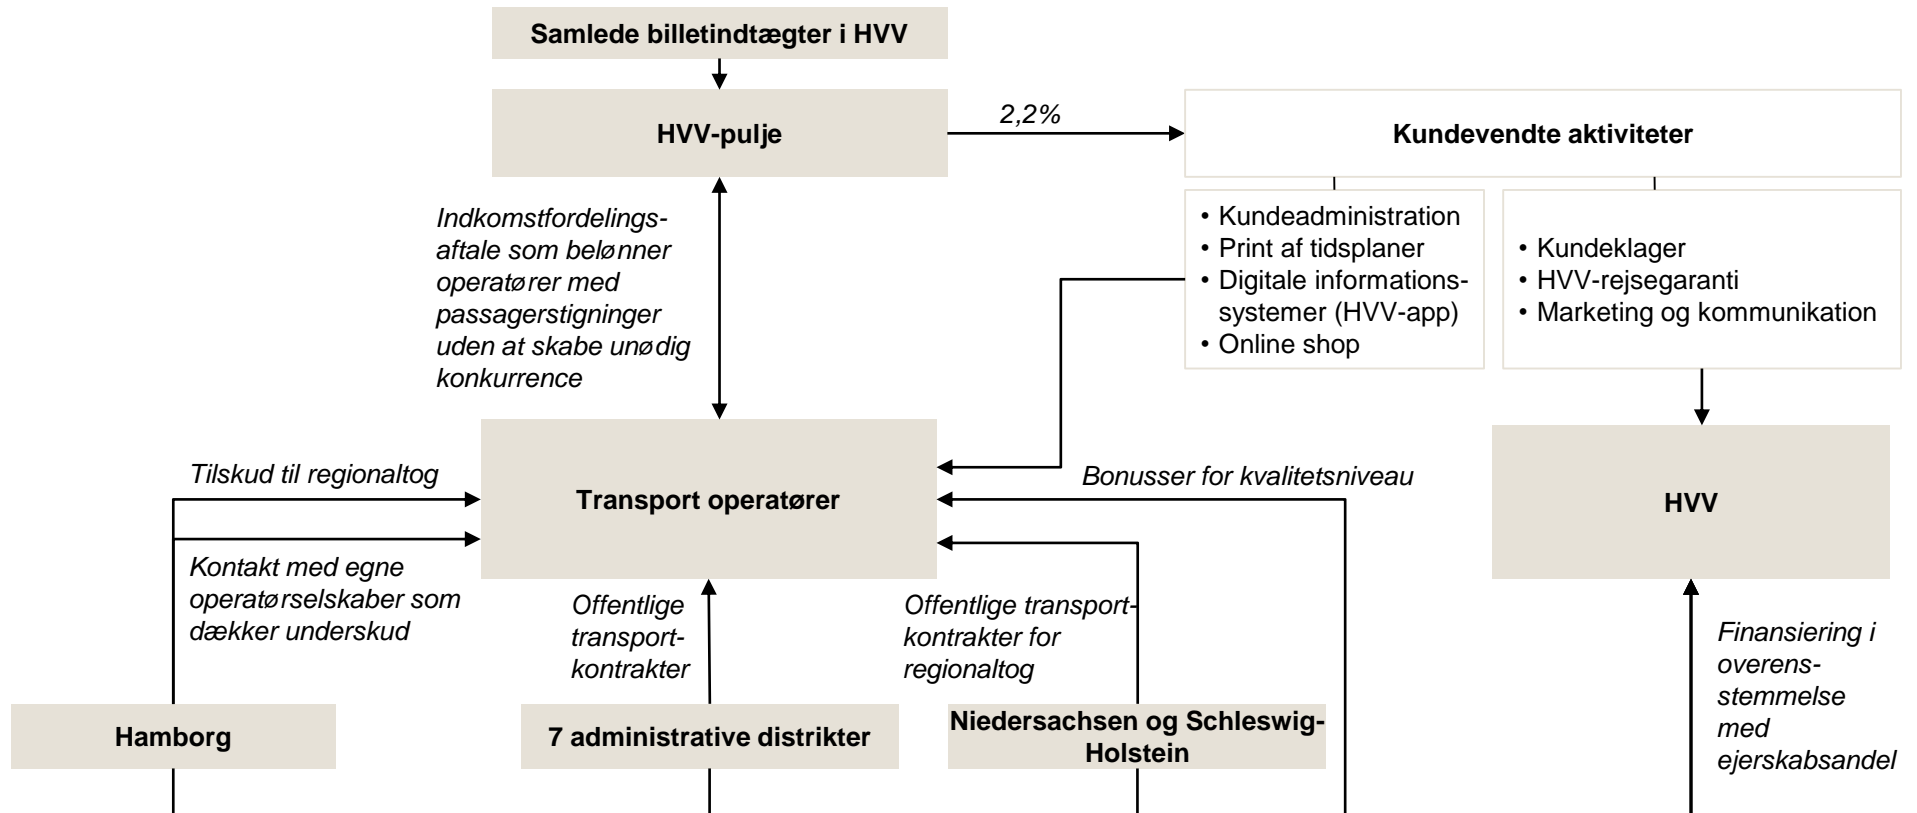 Samlede billetindtægter i HVV
HVV-pulje
2,2%
Kundevendte aktiviteter
Indkomstfordelings-
aftale som belønner
operatører med
passagerstigninger
uden at skabe unødig
konkurrence
• Kundeadministration
• Print af tidsplaner
• Digitale informations-
systemer (HVV-app)
• Online shop
• Kundeklager
• HVV-rejsegaranti
• Marketing og kommunikation
Tilskud til regionaltog
Transport operatører
Bonusser for kvalitetsniveau
HVV
Kontakt med egne
operatørselskaber som
dækker underskud
Offentlige
transport-
kontrakter
Offentlige transport-
kontrakter for
regionaltog
Finansiering i
overens-
stemmelse
med
ejerskabsandel
Hamborg
7 administrative distrikter
Niedersachsen og Schleswig-
Holstein